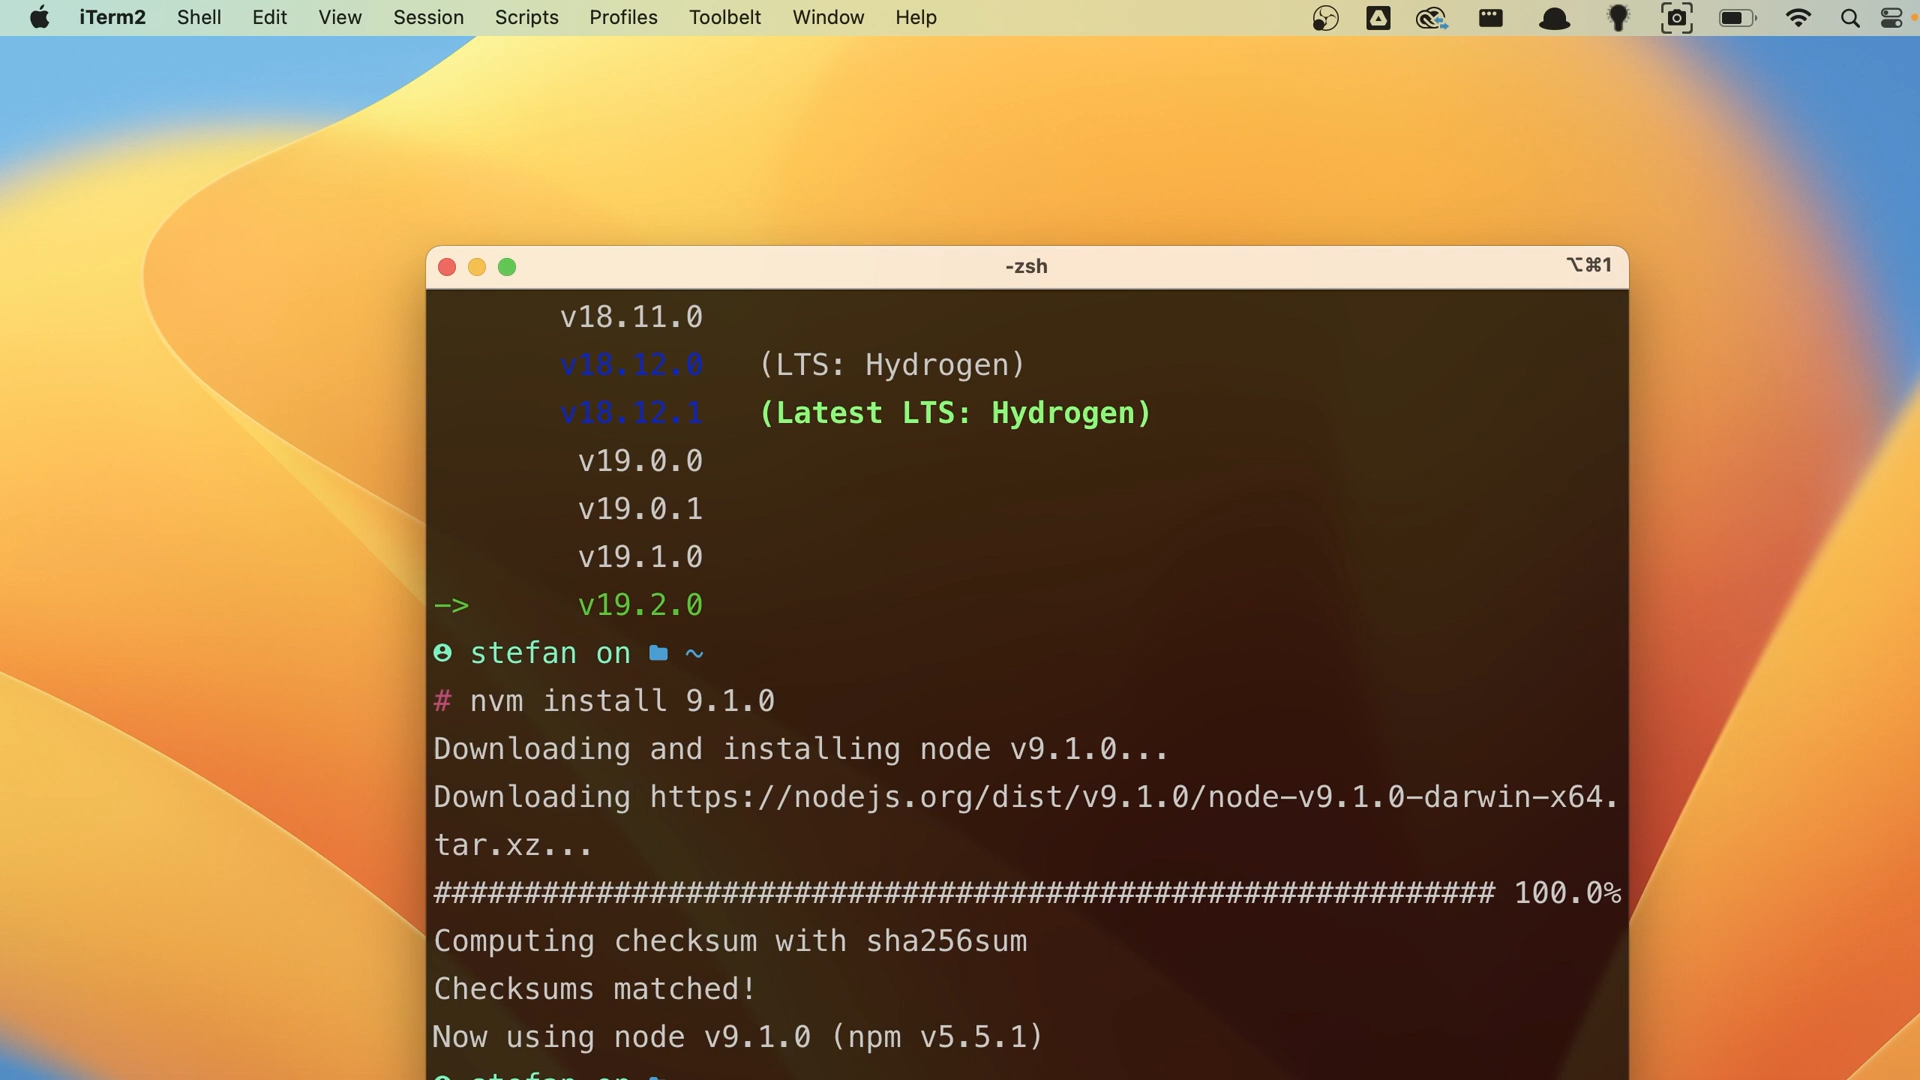 iTerm2 Shell Edit View Session Scripts Profiles Toolbelt Window Help
-zsh ⌥⌘1
v18.11.0
v18.12.0 (LTS: Hydrogen)
v18.12.1 (Latest LTS: Hydrogen)
v19.0.0
v19.0.1
v19.1.0
-> v19.2.0
stefan on ~
# nvm install 9.1.0
Downloading and installing node v9.1.0...
Downloading https://nodejs.org/dist/v9.1.0/node-v9.1.0-darwin-x64.
tar.xz...
########################################################### 100.0%
Computing checksum with sha256sum
Checksums matched!
Now using node v9.1.0 (npm v5.5.1)
stefan on